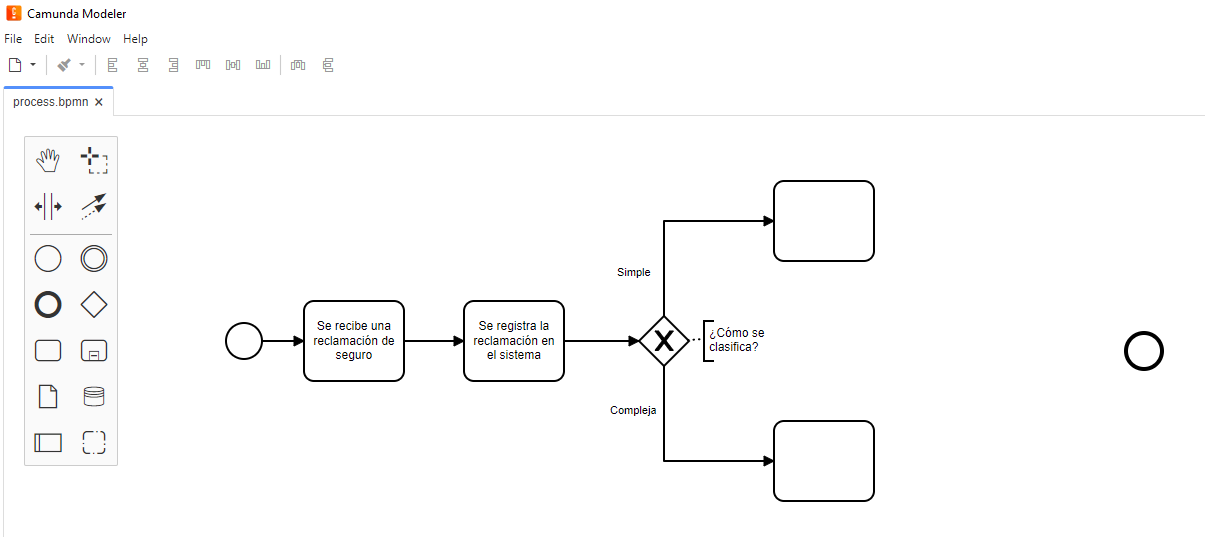 Camunda Modeler
File Edit Window Help
process.bpmn ×
Simple
Se recibe una
reclamación de
seguro
Se registra la
reclamación en
el sistema
¿Cómo se
clasifica?
Compleja